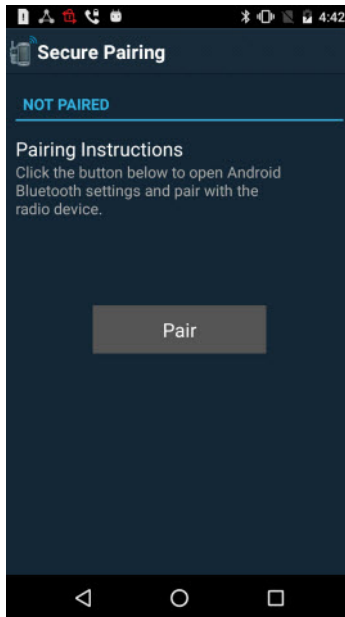 4:42
Secure Pairing
NOT PAIRED
Pairing Instructions
Click the button below to open Android
Bluetooth settings and pair with the
radio device.
Pair